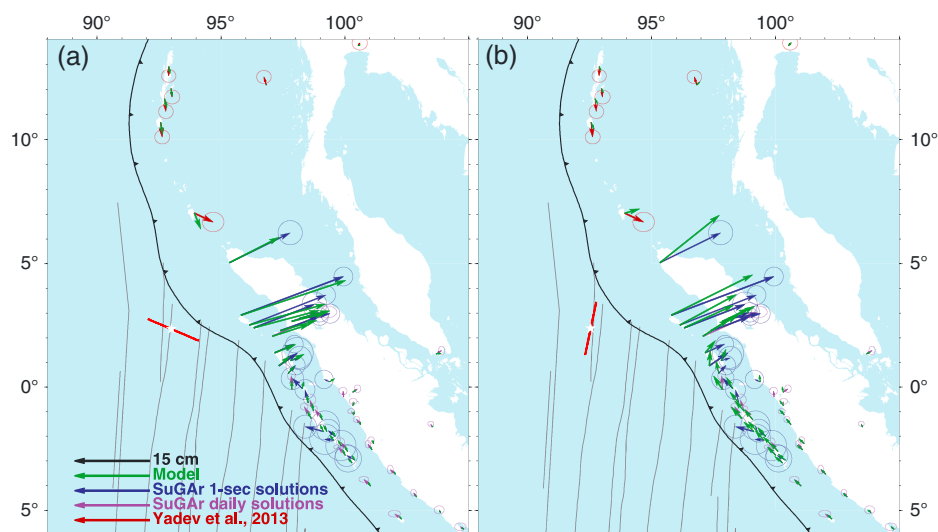 90° 95° 100° 90° 95° 100°
(a) (b)
10° 10°
5° 5°
0° 0°
15 cm
Model
SuGAr 1-sec solutions
SuGAr daily solutions
5° Yadev et al., 2013 5°